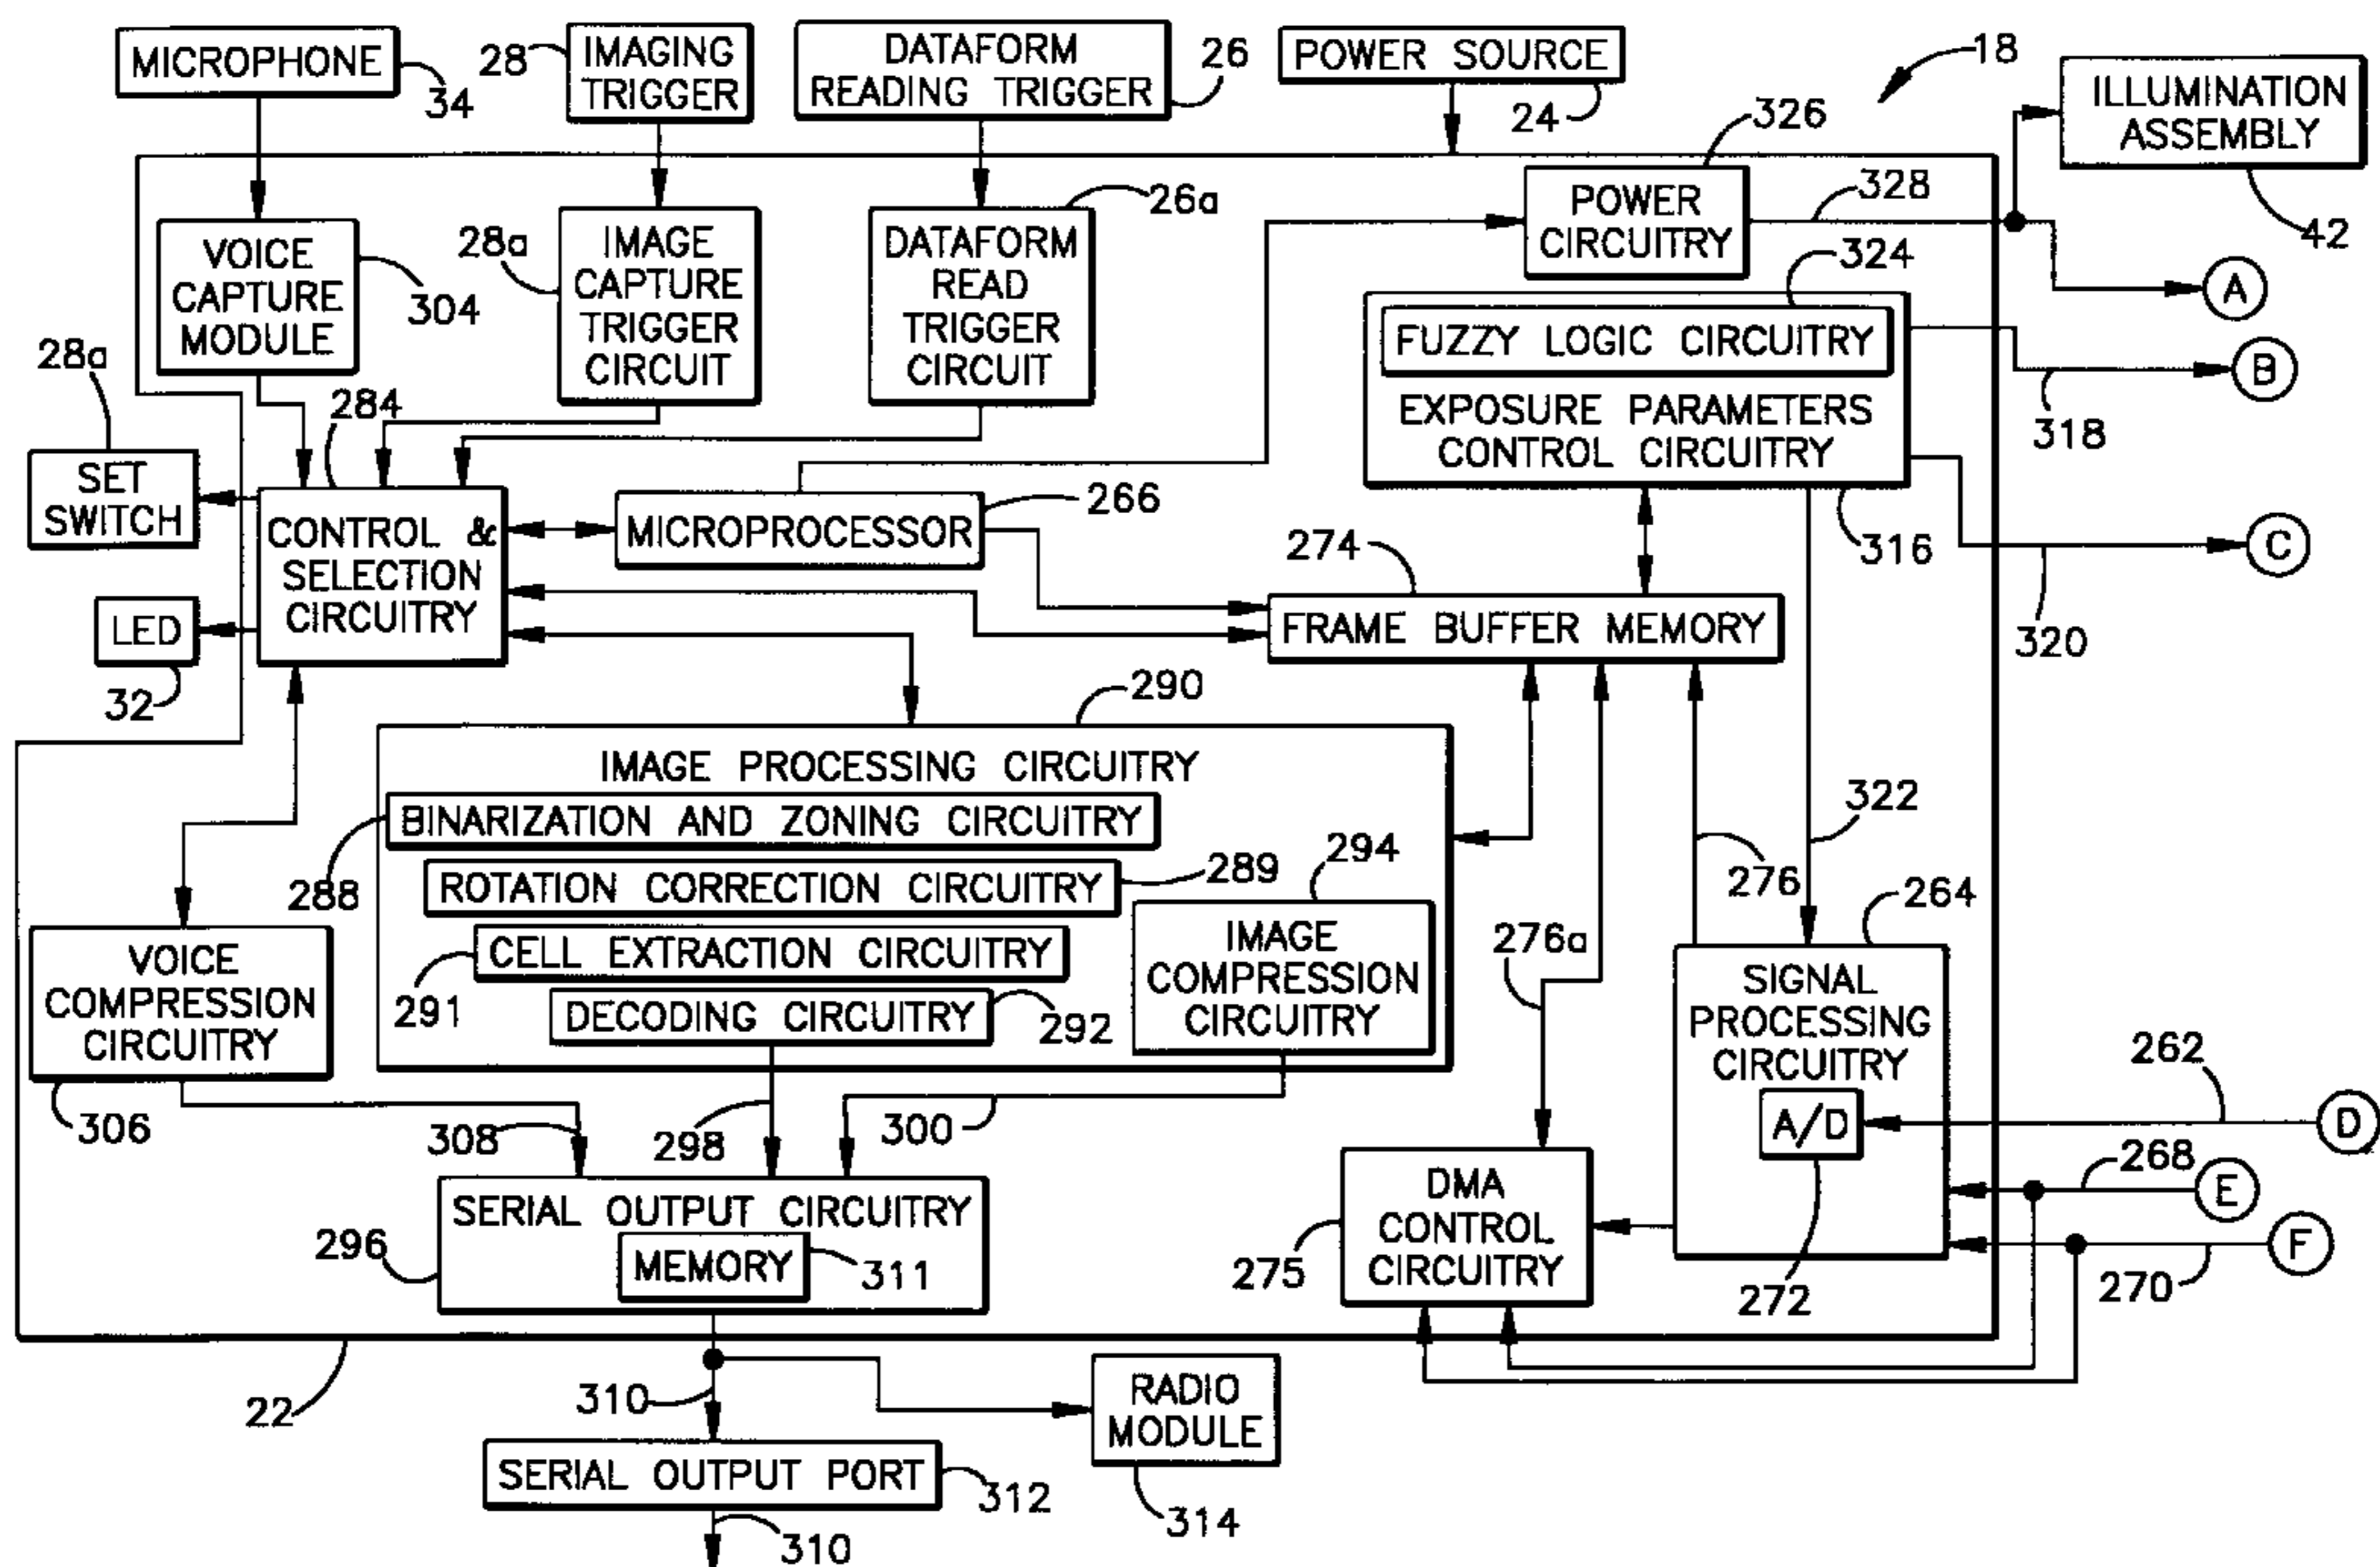 MICROPHONE
34
28
IMAGING
TRIGGER
DATAFORM
READING TRIGGER
26
POWER SOURCE
24
18
ILLUMINATION
ASSEMBLY
42
VOICE
CAPTURE
MODULE
304
28a
IMAGE
CAPTURE
TRIGGER
CIRCUIT
26a
DATAFORM
READ
TRIGGER
CIRCUIT
326
POWER
CIRCUITRY
328
324
A
FUZZY LOGIC CIRCUITRY
EXPOSURE PARAMETERS
CONTROL CIRCUITRY
B
318
316
C
320
28a
SET
SWITCH
284
CONTROL &
SELECTION
CIRCUITRY
MICROPROCESSOR
266
274
FRAME BUFFER MEMORY
LED
32
290
IMAGE PROCESSING CIRCUITRY
BINARIZATION AND ZONING CIRCUITRY
288
ROTATION CORRECTION CIRCUITRY
289
CELL EXTRACTION CIRCUITRY
291
DECODING CIRCUITRY
292
294
IMAGE
COMPRESSION
CIRCUITRY
276a
276
322
264
SIGNAL
PROCESSING
CIRCUITRY
A/D
272
262
D
268
E
F
270
VOICE
COMPRESSION
CIRCUITRY
306
308
298
300
SERIAL OUTPUT CIRCUITRY
MEMORY
296
311
DMA
CONTROL
CIRCUITRY
275
22
310
RADIO
MODULE
314
SERIAL OUTPUT PORT
312
310